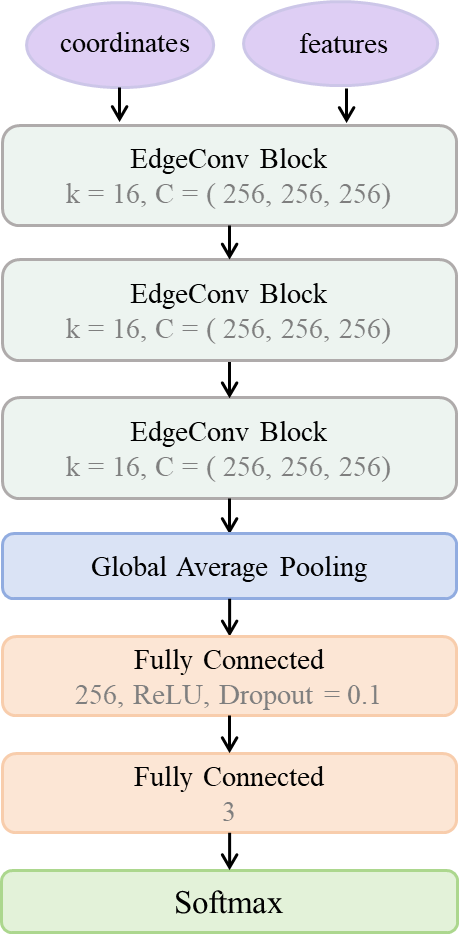 coordinates
features
EdgeConv Block
k = 16, C = ( 256, 256, 256)
EdgeConv Block
k = 16, C = ( 256, 256, 256)
EdgeConv Block
k = 16, C = ( 256, 256, 256)
Global Average Pooling
Fully Connected
256, ReLU, Dropout = 0.1
Fully Connected
3
Softmax